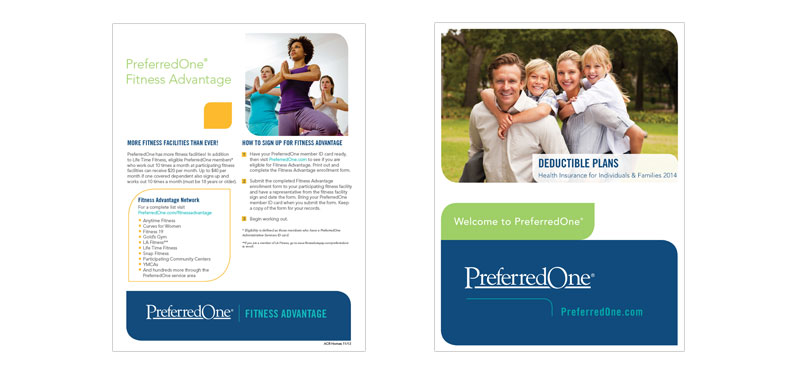 PreferredOne®
Fitness Advantage
MORE FITNESS FACILITIES THAN EVER!
PreferredOne has more fitness facilities! In addition
to Life Time Fitness, eligible PreferredOne members*
who work out 10 times a month at participating fitness
facilities can receive $20 per month. Up to $40 per
month if one covered dependent also signs up and
works out 10 times a month (must be 18 years or older).
Fitness Advantage Network
For a complete list visit
PreferredOne.com/fitnessadvantage
Anytime Fitness
Curves for Women
Fitness 19
Gold's Gym
LA Fitness**
Life Time Fitness
Snap Fitness
Participating Community Centers
YMCAs
And hundreds more through the
PreferredOne service area
HOW TO SIGN UP FOR FITNESS ADVANTAGE
1 Have your PreferredOne member ID card ready,
then visit PreferredOne.com to see if you are
eligible for Fitness Advantage. Print out and
complete the Fitness Advantage enrollment form.
2 Submit the completed Fitness Advantage
enrollment form to your participating fitness facility
and have a representative from the fitness facility
sign and date the form. Bring your PreferredOne
member ID card when you submit the form. Keep
a copy of the form for your records.
3 Begin working out.
* Eligibility is defined as those members who have a PreferredOne
PreferredOne® FITNESS ADVANTAGE
DEDUCTIBLE PLANS
Health Insurance for Individuals & Families 2014
Welcome to PreferredOne
PreferredOne®
PreferredOne.com